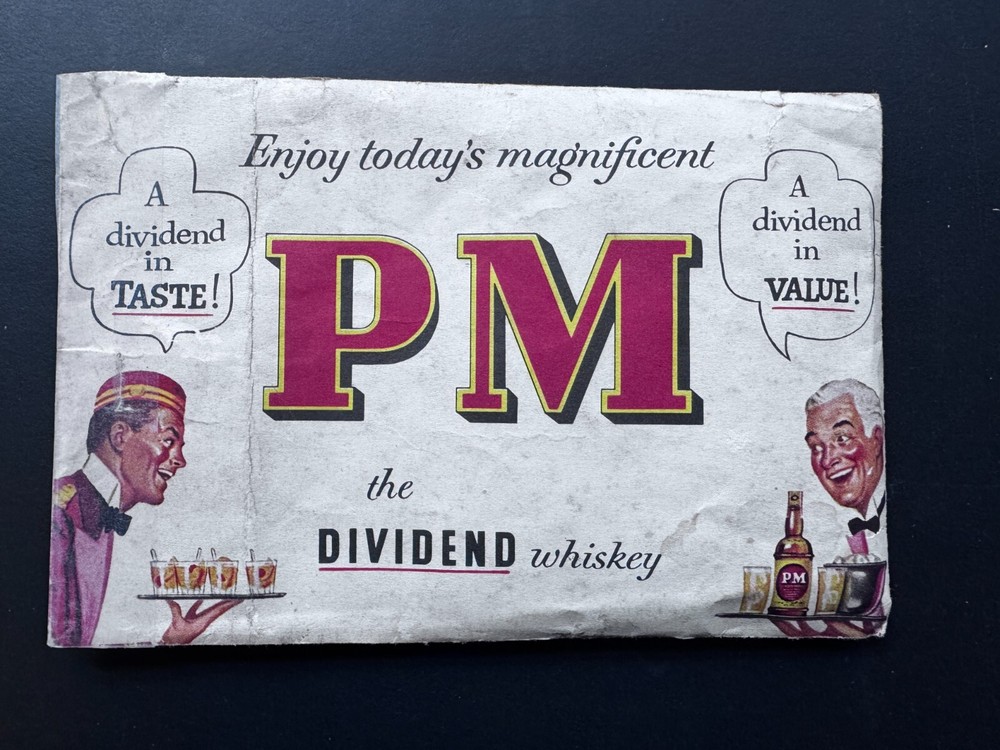 Enjoy today's magnificent
A
dividend
in
TASTE!
PM
A
dividend
in
VALUE!
the
DIVIDEND whiskey
PM